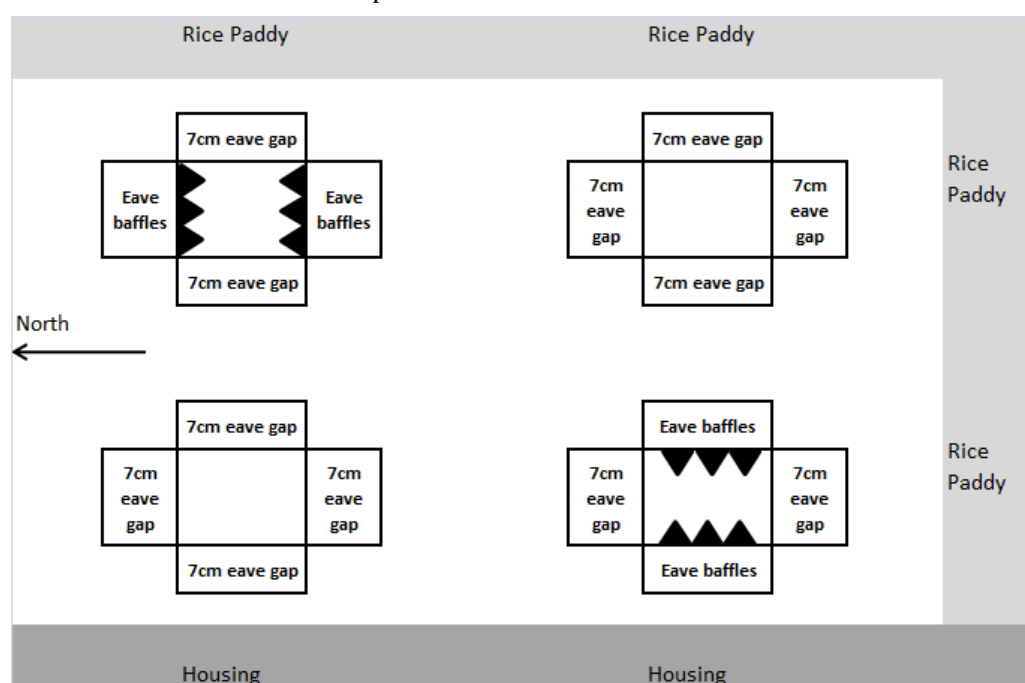 Rice Paddy
Rice Paddy
7cm eave gap
7cm eave gap
Rice
Paddy
Eave
baffles
Eave
baffles
7cm
eave
gap
7cm
eave
gap
7cm eave gap
7cm eave gap
North
7cm eave gap
Eave baffles
Rice
Paddy
7cm
eave
gap
7cm
eave
gap
7cm
eave
gap
7cm
eave
gap
7cm eave gap
Eave baffles
Housing
Housing